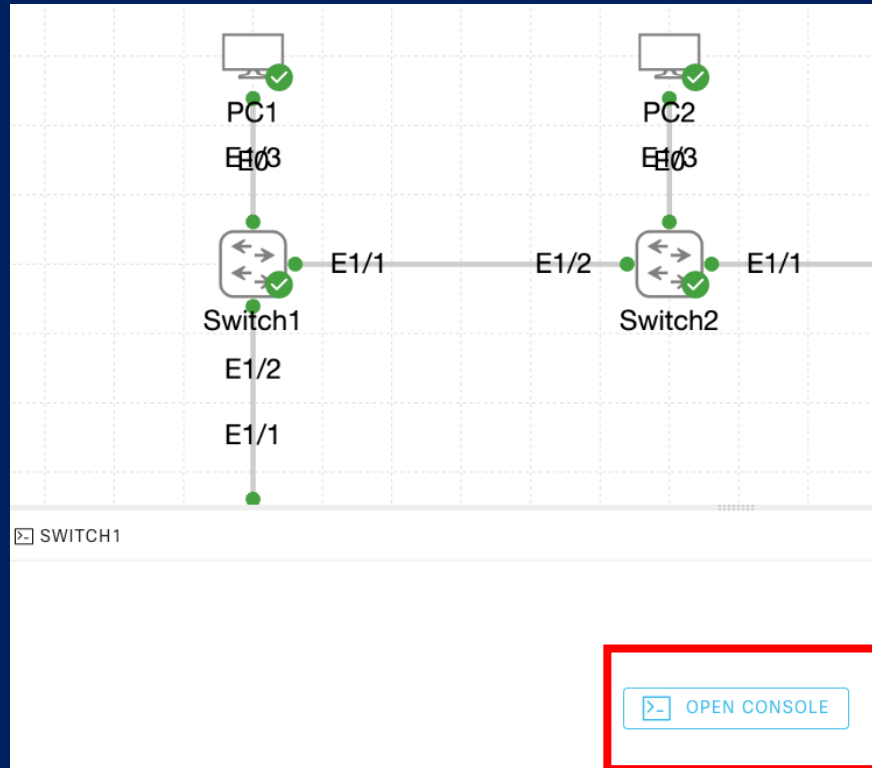 PC1
PC2
E1/3
E0
E1/3
E0
E1/1
E1/2
E1/1
Switch1
Switch2
E1/2
E1/1
SWITCH1
OPEN CONSOLE